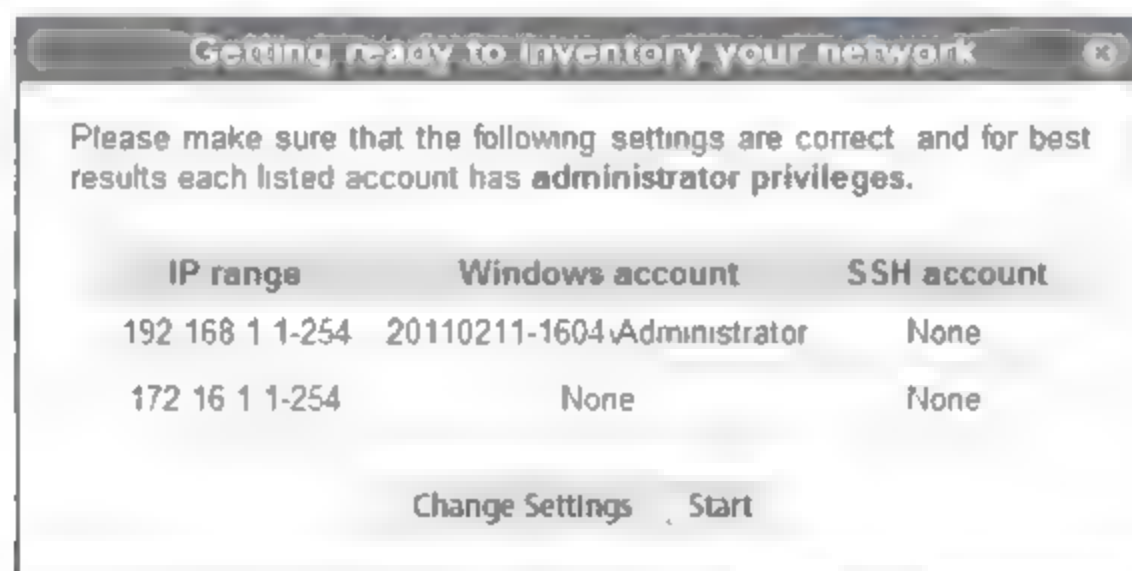 Getting ready to inventory your network
Please make sure that the following settings are correct and for best
results each listed account has administrator privileges.
IP range Windows account SSH account
192 168 1 1-254 20110211-1604\Administrator None
172 16 1 1-254 None None
Change Settings Start